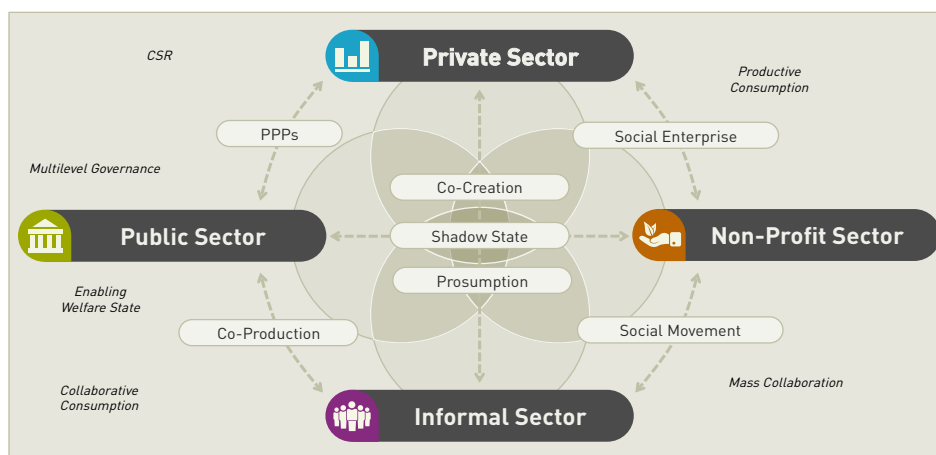 CSR
Private Sector
Productive
Consumption
PPPs
Social Enterprise
Multilevel Governance
Co-Creation
Public Sector
Shadow State
Non-Profit Sector
Prosumption
Enabling
Welfare State
Co-Production
Social Movement
Collaborative
Consumption
Mass Collaboration
Informal Sector